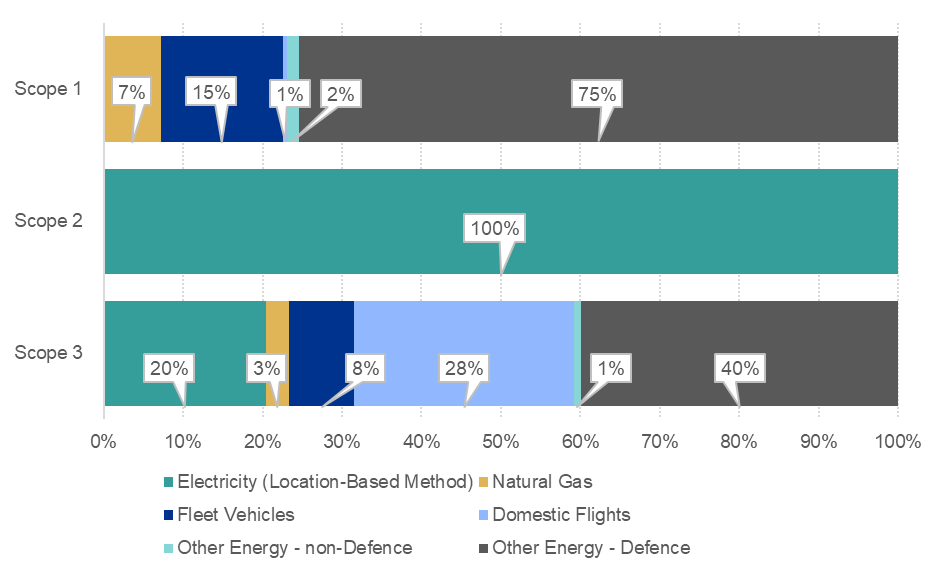 Scope 1
7%
15%
1%
2%
75%
Scope 2
100%
Scope 3
20%
3%
8%
28%
1%
40%
0% 10% 20% 30% 40% 50% 60% 70% 80% 90% 100%
Electricity (Location-Based Method) Natural Gas
Fleet Vehicles Domestic Flights
Other Energy - non-Defence Other Energy - Defence